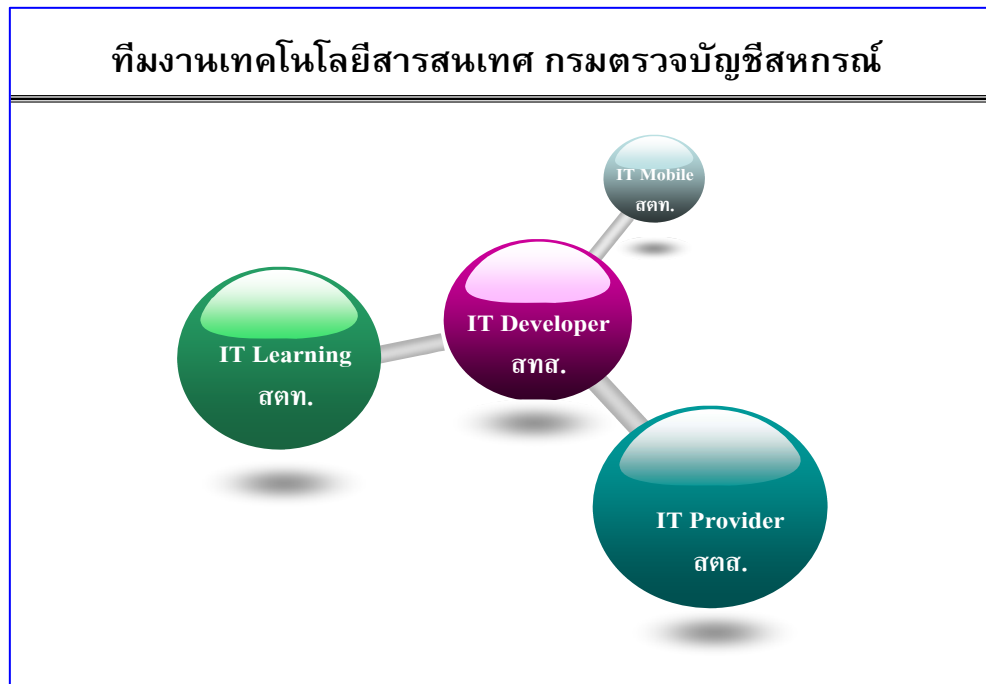 ทีมงานเทคโนโลยีสารสนเทศ กรมตรวจบัญชีสหกรณ์
IT Mobile
สตท.
IT Developer
สทส.
IT Learning
สตท.
IT Provider
สตส.